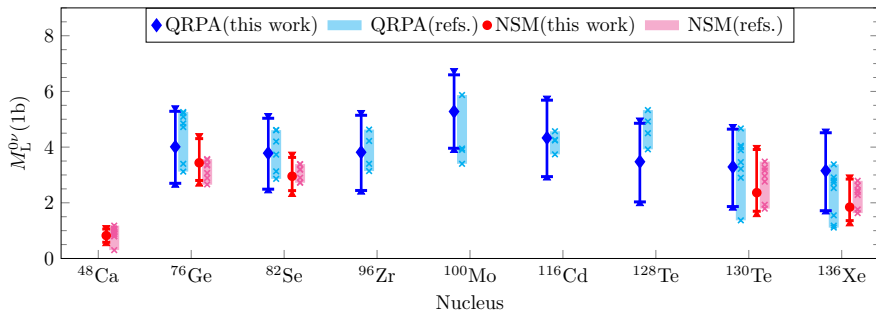 QRPA(this work) QRPA(refs.) NSM(this work) NSM(refs.)
8
6
4
2
0
M_L^{0ν}(1b)
⁴⁸Ca ⁷⁶Ge ⁸²Se ⁹⁶Zr ¹⁰⁰Mo ¹¹⁶Cd ¹²⁸Te ¹³⁰Te ¹³⁶Xe
Nucleus